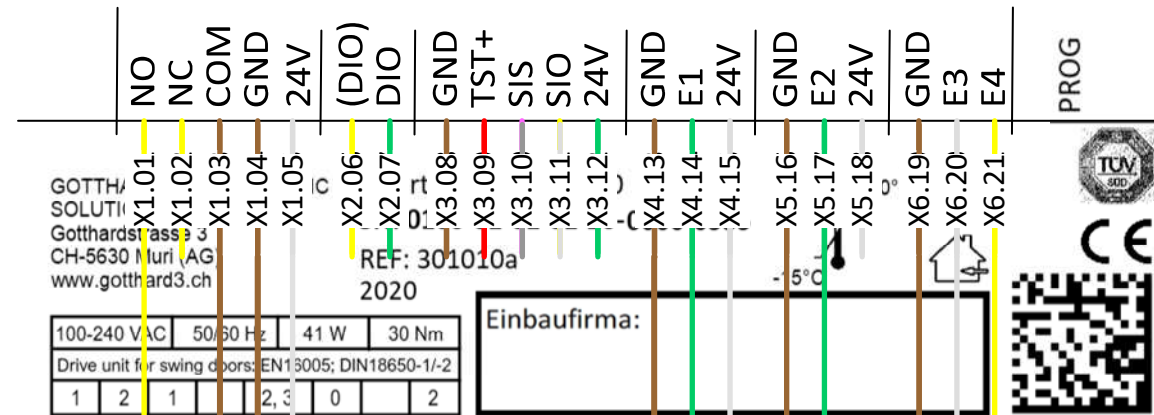 NO NC COM GND 24V (DIO) DIO GND TST+ SIS SIO 24V GND E1 24V GND E2 24V GND E3 E4 PROG
X1.01 X1.02 X1.03 X1.04 X1.05 X2.06 X2.07 X3.08 X3.09 X3.10 X3.11 X3.12 X4.13 X4.14 X4.15 X5.16 X5.17 X5.18 X6.19 X6.20 X6.21
TÜV
SÜD
SOLUTI
Gotthardstrasse 3
CH-5630 Muri (AG)
www.gotthard3.ch
REF: 301010a
2020
-15°C
CE
100-240 VAC 50/60 Hz 41 W 30 Nm
Drive unit for swing doors: EN16005; DIN18650-1/-2
1 2 1 2, 3 0 2
Einbaufirma: